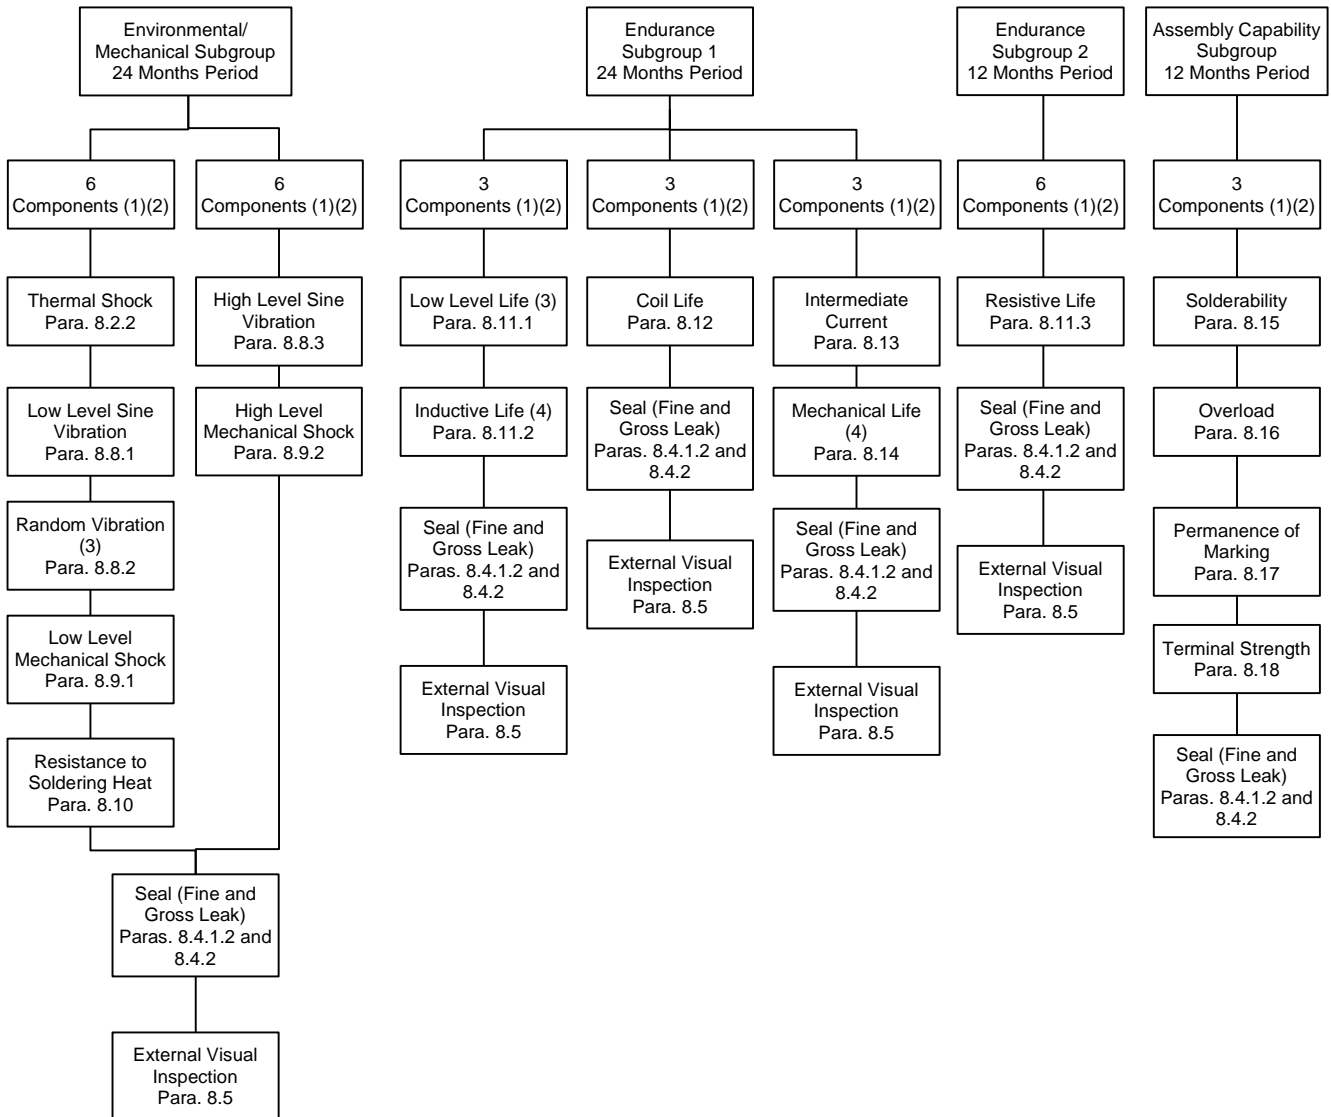 Environmental/
Mechanical Subgroup
24 Months Period
Endurance
Subgroup 1
24 Months Period
Endurance
Subgroup 2
12 Months Period
Assembly Capability
Subgroup
12 Months Period
6
Components (1)(2)
6
Components (1)(2)
3
Components (1)(2)
3
Components (1)(2)
3
Components (1)(2)
6
Components (1)(2)
3
Components (1)(2)
Thermal Shock
Para. 8.2.2
High Level Sine
Vibration
Para. 8.8.3
Low Level Life (3)
Para. 8.11.1
Coil Life
Para. 8.12
Intermediate
Current
Para. 8.13
Resistive Life
Para. 8.11.3
Solderability
Para. 8.15
Low Level Sine
Vibration
Para. 8.8.1
High Level
Mechanical Shock
Para. 8.9.2
Inductive Life (4)
Para. 8.11.2
Seal (Fine and
Gross Leak)
Paras. 8.4.1.2 and
8.4.2
Mechanical Life
(4)
Para. 8.14
Seal (Fine and
Gross Leak)
Paras. 8.4.1.2 and
8.4.2
Overload
Para. 8.16
Random Vibration
(3)
Para. 8.8.2
Seal (Fine and
Gross Leak)
Paras. 8.4.1.2 and
8.4.2
External Visual
Inspection
Para. 8.5
Seal (Fine and
Gross Leak)
Paras. 8.4.1.2 and
8.4.2
External Visual
Inspection
Para. 8.5
Permanence of
Marking
Para. 8.17
Low Level
Mechanical Shock
Para. 8.9.1
External Visual
Inspection
Para. 8.5
External Visual
Inspection
Para. 8.5
Terminal Strength
Para. 8.18
Resistance to
Soldering Heat
Para. 8.10
Seal (Fine and
Gross Leak)
Paras. 8.4.1.2 and
8.4.2
Seal (Fine and
Gross Leak)
Paras. 8.4.1.2 and
8.4.2
External Visual
Inspection
Para. 8.5